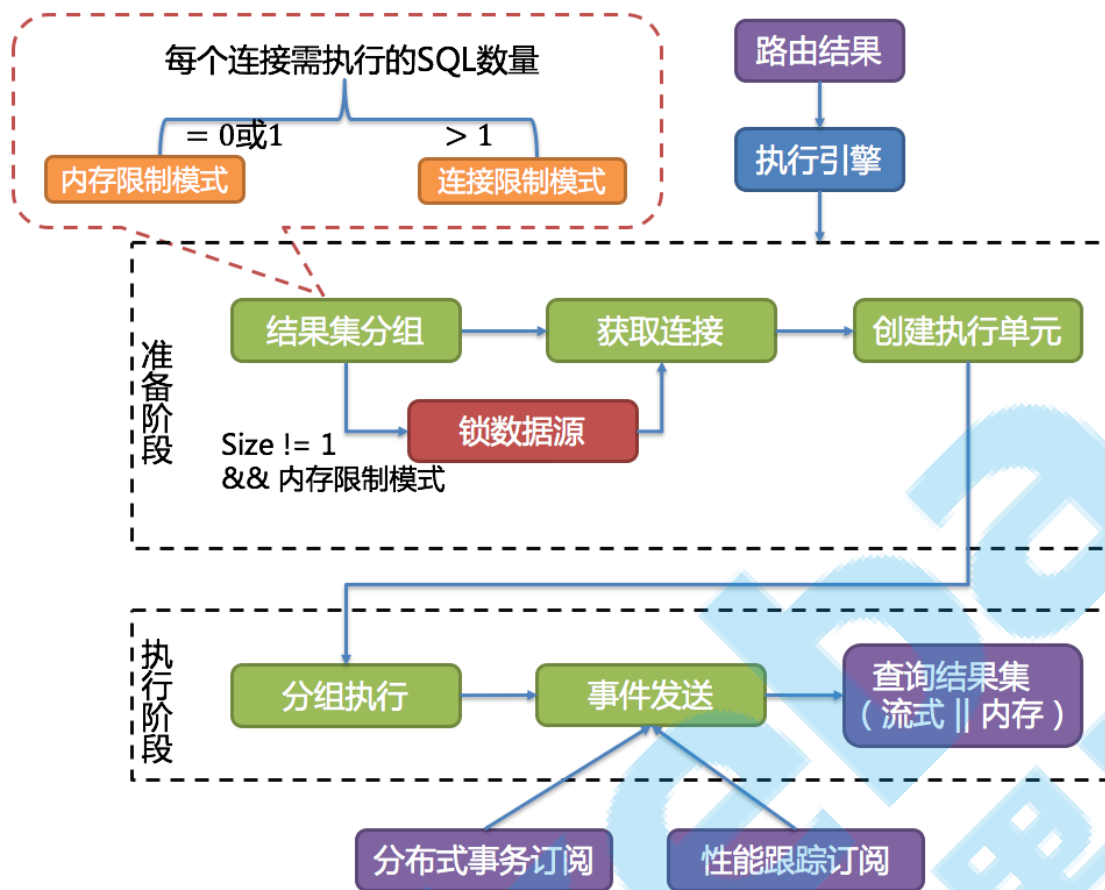 每个连接需执行的SQL数量
= 0或1
> 1
内存限制模式
连接限制模式
路由结果
执行引擎
准备阶段
结果集分组
获取连接
创建执行单元
锁数据源
Size != 1
&& 内存限制模式
执行阶段
分组执行
事件发送
查询结果集
( 流式 || 内存 )
分布式事务订阅
性能跟踪订阅